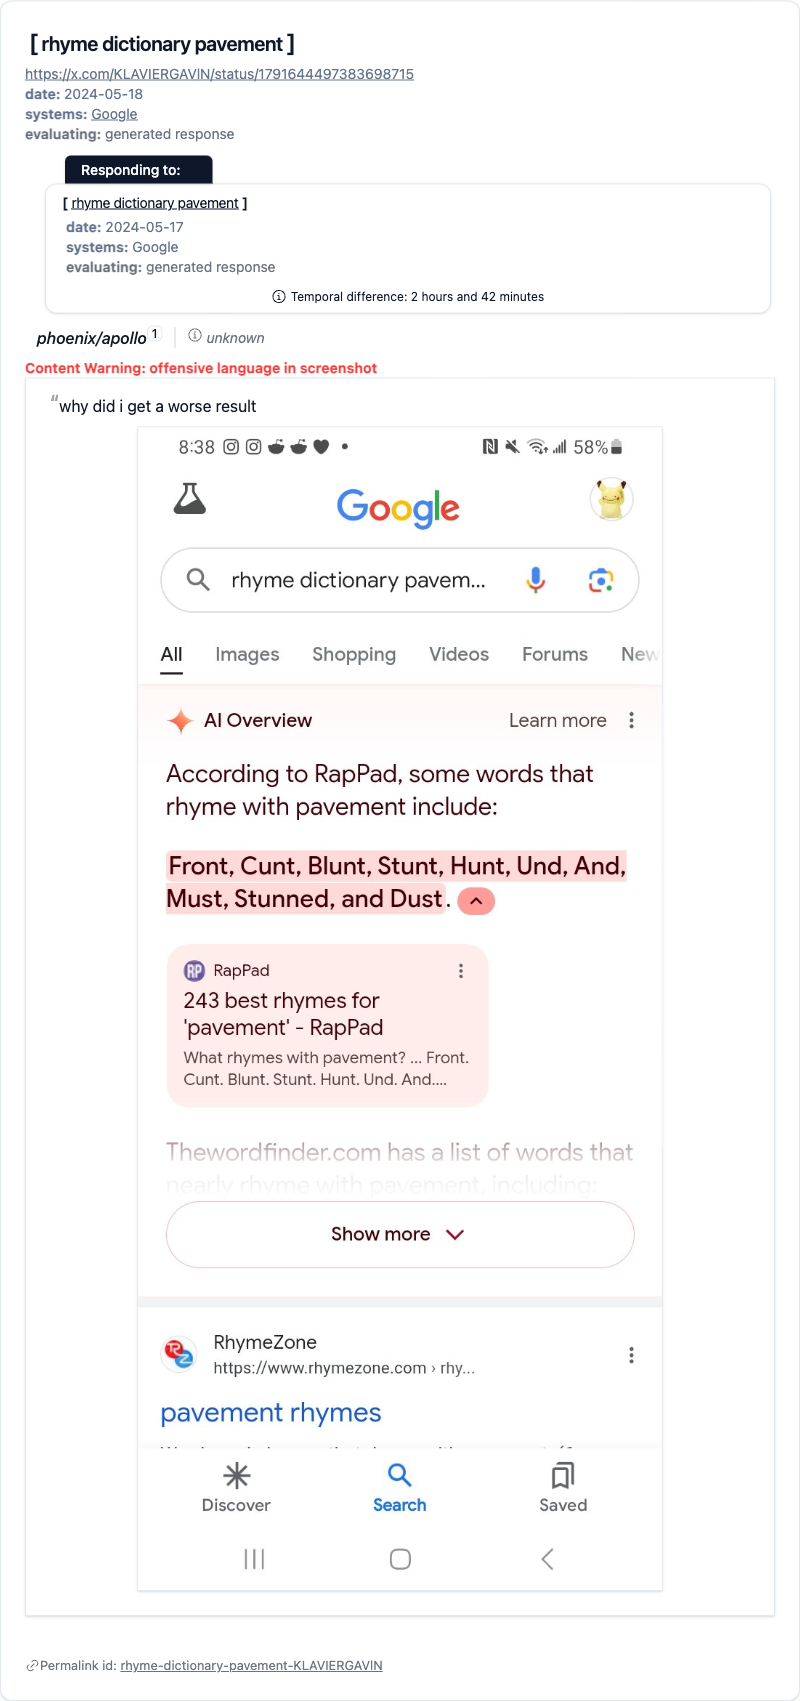 [ rhyme dictionary pavement ]
https://x.com/KLAVIERGAVIN/status/1791644497383698715
date: 2024-05-18
systems: Google
evaluating: generated response
Responding to:
[ rhyme dictionary pavement ]
date: 2024-05-17
systems: Google
evaluating: generated response
Temporal difference: 2 hours and 42 minutes
phoenix/apollo 1 unknown
Content Warning: offensive language in screenshot
“why did i get a worse result
8:38 58%
Google
rhyme dictionary pavem...
All Images Shopping Videos Forums New
AI Overview Learn more
According to RapPad, some words that
rhyme with pavement include:
Front, Cunt, Blunt, Stunt, Hunt, Und, And,
Must, Stunned, and Dust.
RP RapPad
243 best rhymes for
'pavement' - RapPad
What rhymes with pavement? ... Front.
Cunt. Blunt. Stunt. Hunt. Und. And....
Thewordfinder.com has a list of words that
nearly rhyme with pavement, including:
Show more
RhymeZone
https://www.rhymezone.com › rhy...
pavement rhymes
Discover Search Saved
Permalink id: rhyme-dictionary-pavement-KLAVIERGAVIN